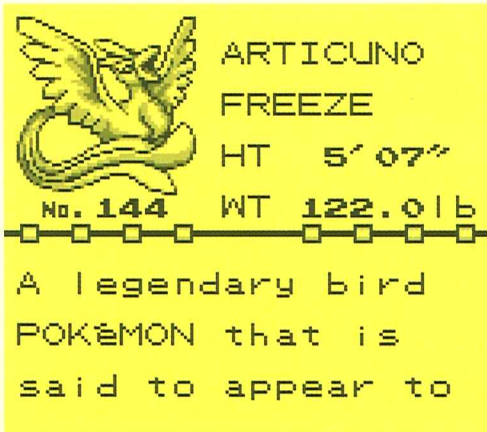 ARTICUNO
FREEZE
HT 5′07″
No.144 WT 122.0lb
A legendary bird
POKéMON that is
said to appear to